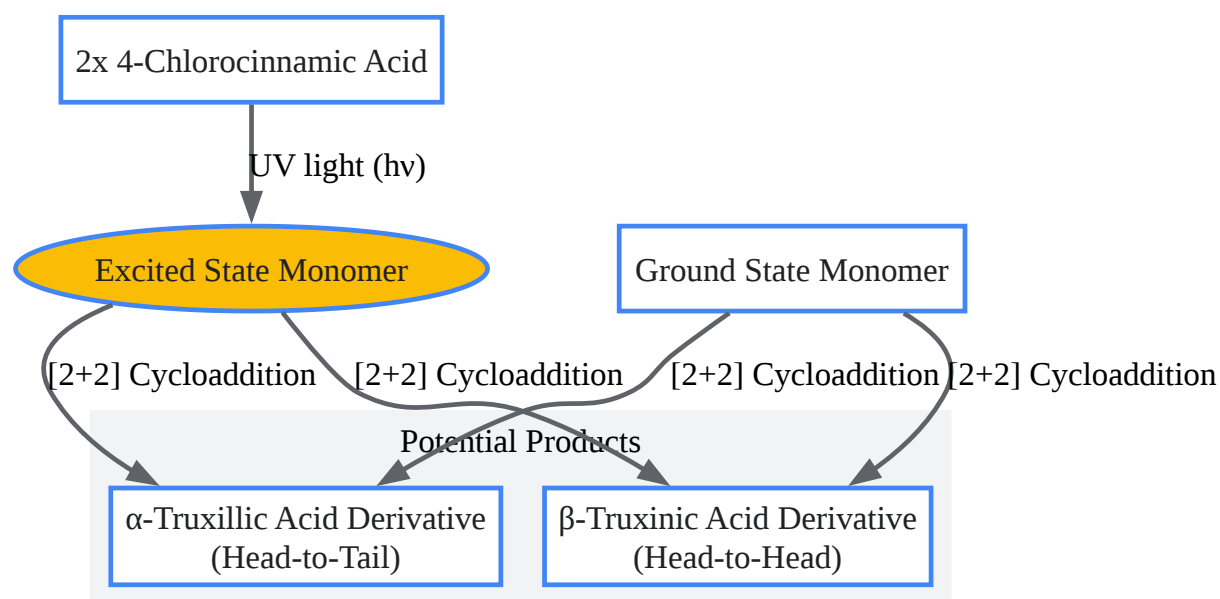 2x 4-Chlorocinnamic Acid
UV light (hν)
Excited State Monomer
Ground State Monomer
[2+2] Cycloaddition
[2+2] Cycloaddition
[2+2] Cycloaddition
[2+2] Cycloaddition
Potential Products
α-Truxillic Acid Derivative
(Head-to-Tail)
β-Truxinic Acid Derivative
(Head-to-Head)